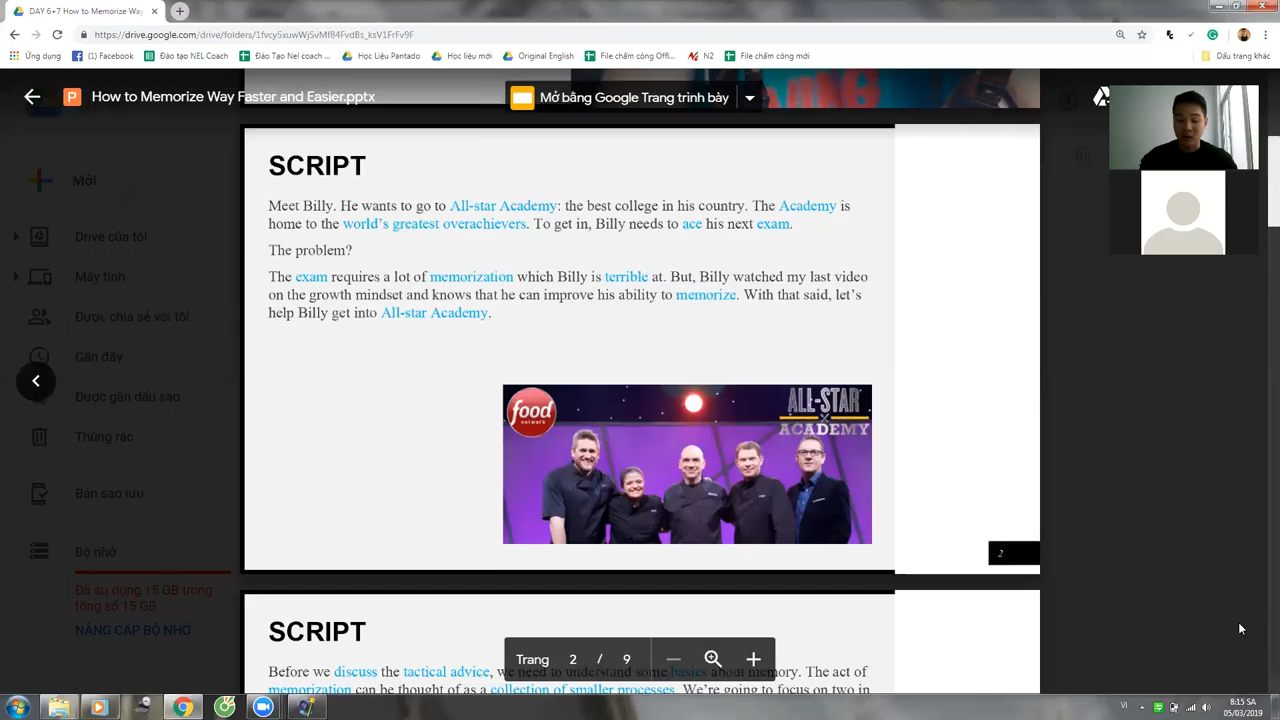 DAY 6+7 How to Memorize Way
https://drive.google.com/drive/folders/1fvcy5xuwWjSvMf84FvdBs_ksV1FrFv9F
Ứng dụng (1) Facebook Đào tạo NEL Coach Đào Tạo Nel coach ... Học Liệu Pantado Học liệu mới Original English File chấm công Offl... N2 File chấm công mới Dấu trang khác
How to Memorize Way Faster and Easier.pptx Mở bằng Google Trang trình bày
SCRIPT
Meet Billy. He wants to go to All-star Academy: the best college in his country. The Academy is
home to the world's greatest overachievers. To get in, Billy needs to ace his next exam.
The problem?
The exam requires a lot of memorization which Billy is terrible at. But, Billy watched my last video
on the growth mindset and knows that he can improve his ability to memorize. With that said, let's
help Billy get into All-star Academy.
Mới
Drive của tôi
Máy tính
Được chia sẻ với tôi
Gần đây
Được gắn dấu sao
Thùng rác
Bản sao lưu
Bộ nhớ
Đã sử dụng 15 GB trong
tổng số 15 GB
NÂNG CẤP BỘ NHỚ
food
network
ALL-STAR
ACADEMY
2
SCRIPT
Before we discuss the tactical advice, we need to understand some basics about memory. The act of
memorization can be thought of as a collection of smaller processes. We're going to focus on two in
Trang 2 / 9
VI
8:15 SA
05/03/2019